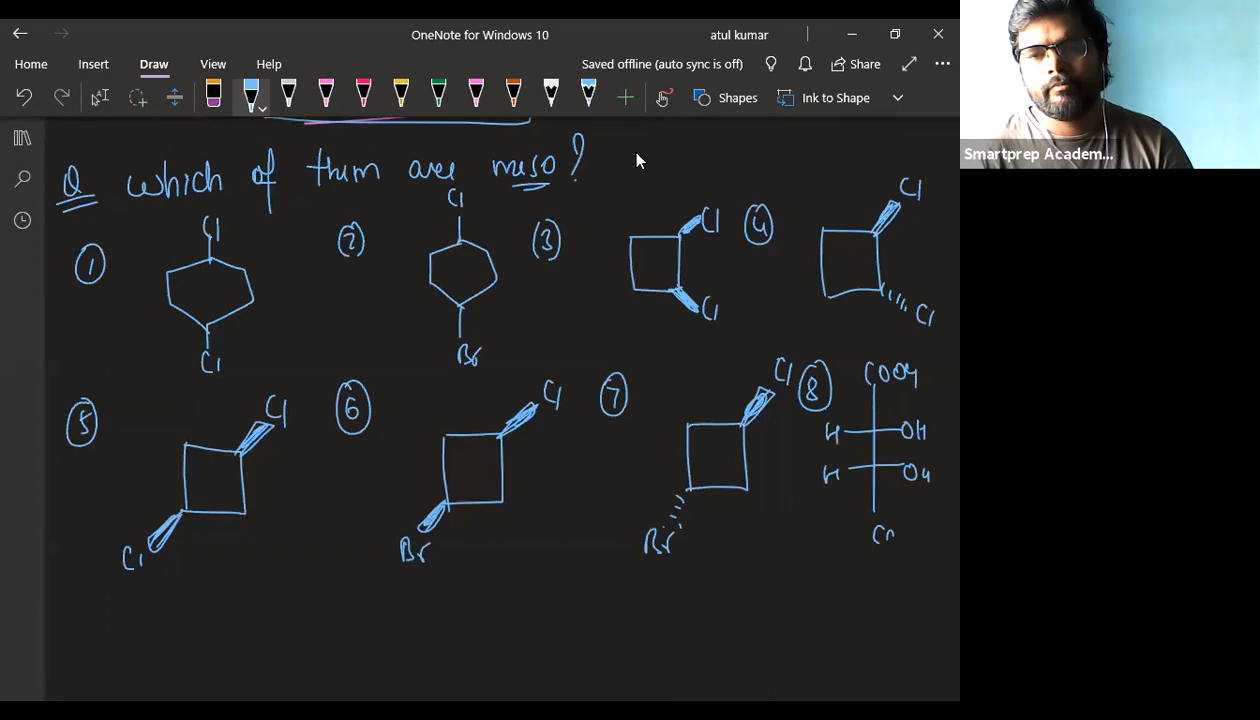 OneNote for Windows 10
atul kumar
Home Insert Draw View Help
Saved offline (auto sync is off)
Share
Shapes
Ink to Shape
Smartprep Academ...
Q Which of them are meso?
1 Cl Cl
2 Cl Br
3 Cl Cl
4 Cl Cl
5 Cl Cl
6 Cl Br
7 Cl Br
8 COOH
H OH
H OH